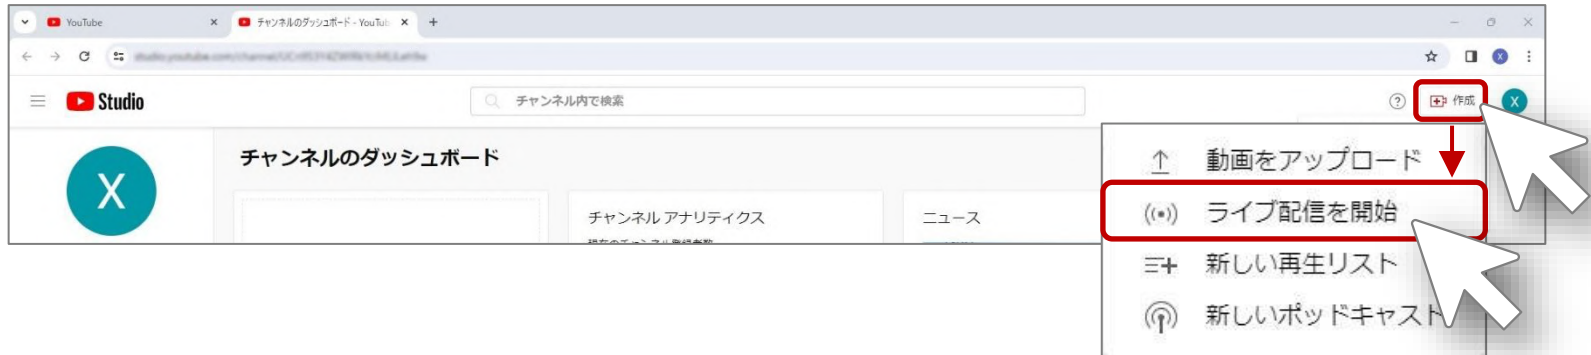 YouTube
チャンネルのダッシュボード - YouTub
Studio
チャンネル内で検索
作成
X
X
チャンネルのダッシュボード
チャンネル アナリティクス
ニュース
動画をアップロード
ライブ配信を開始
新しい再生リスト
新しいポッドキャスト